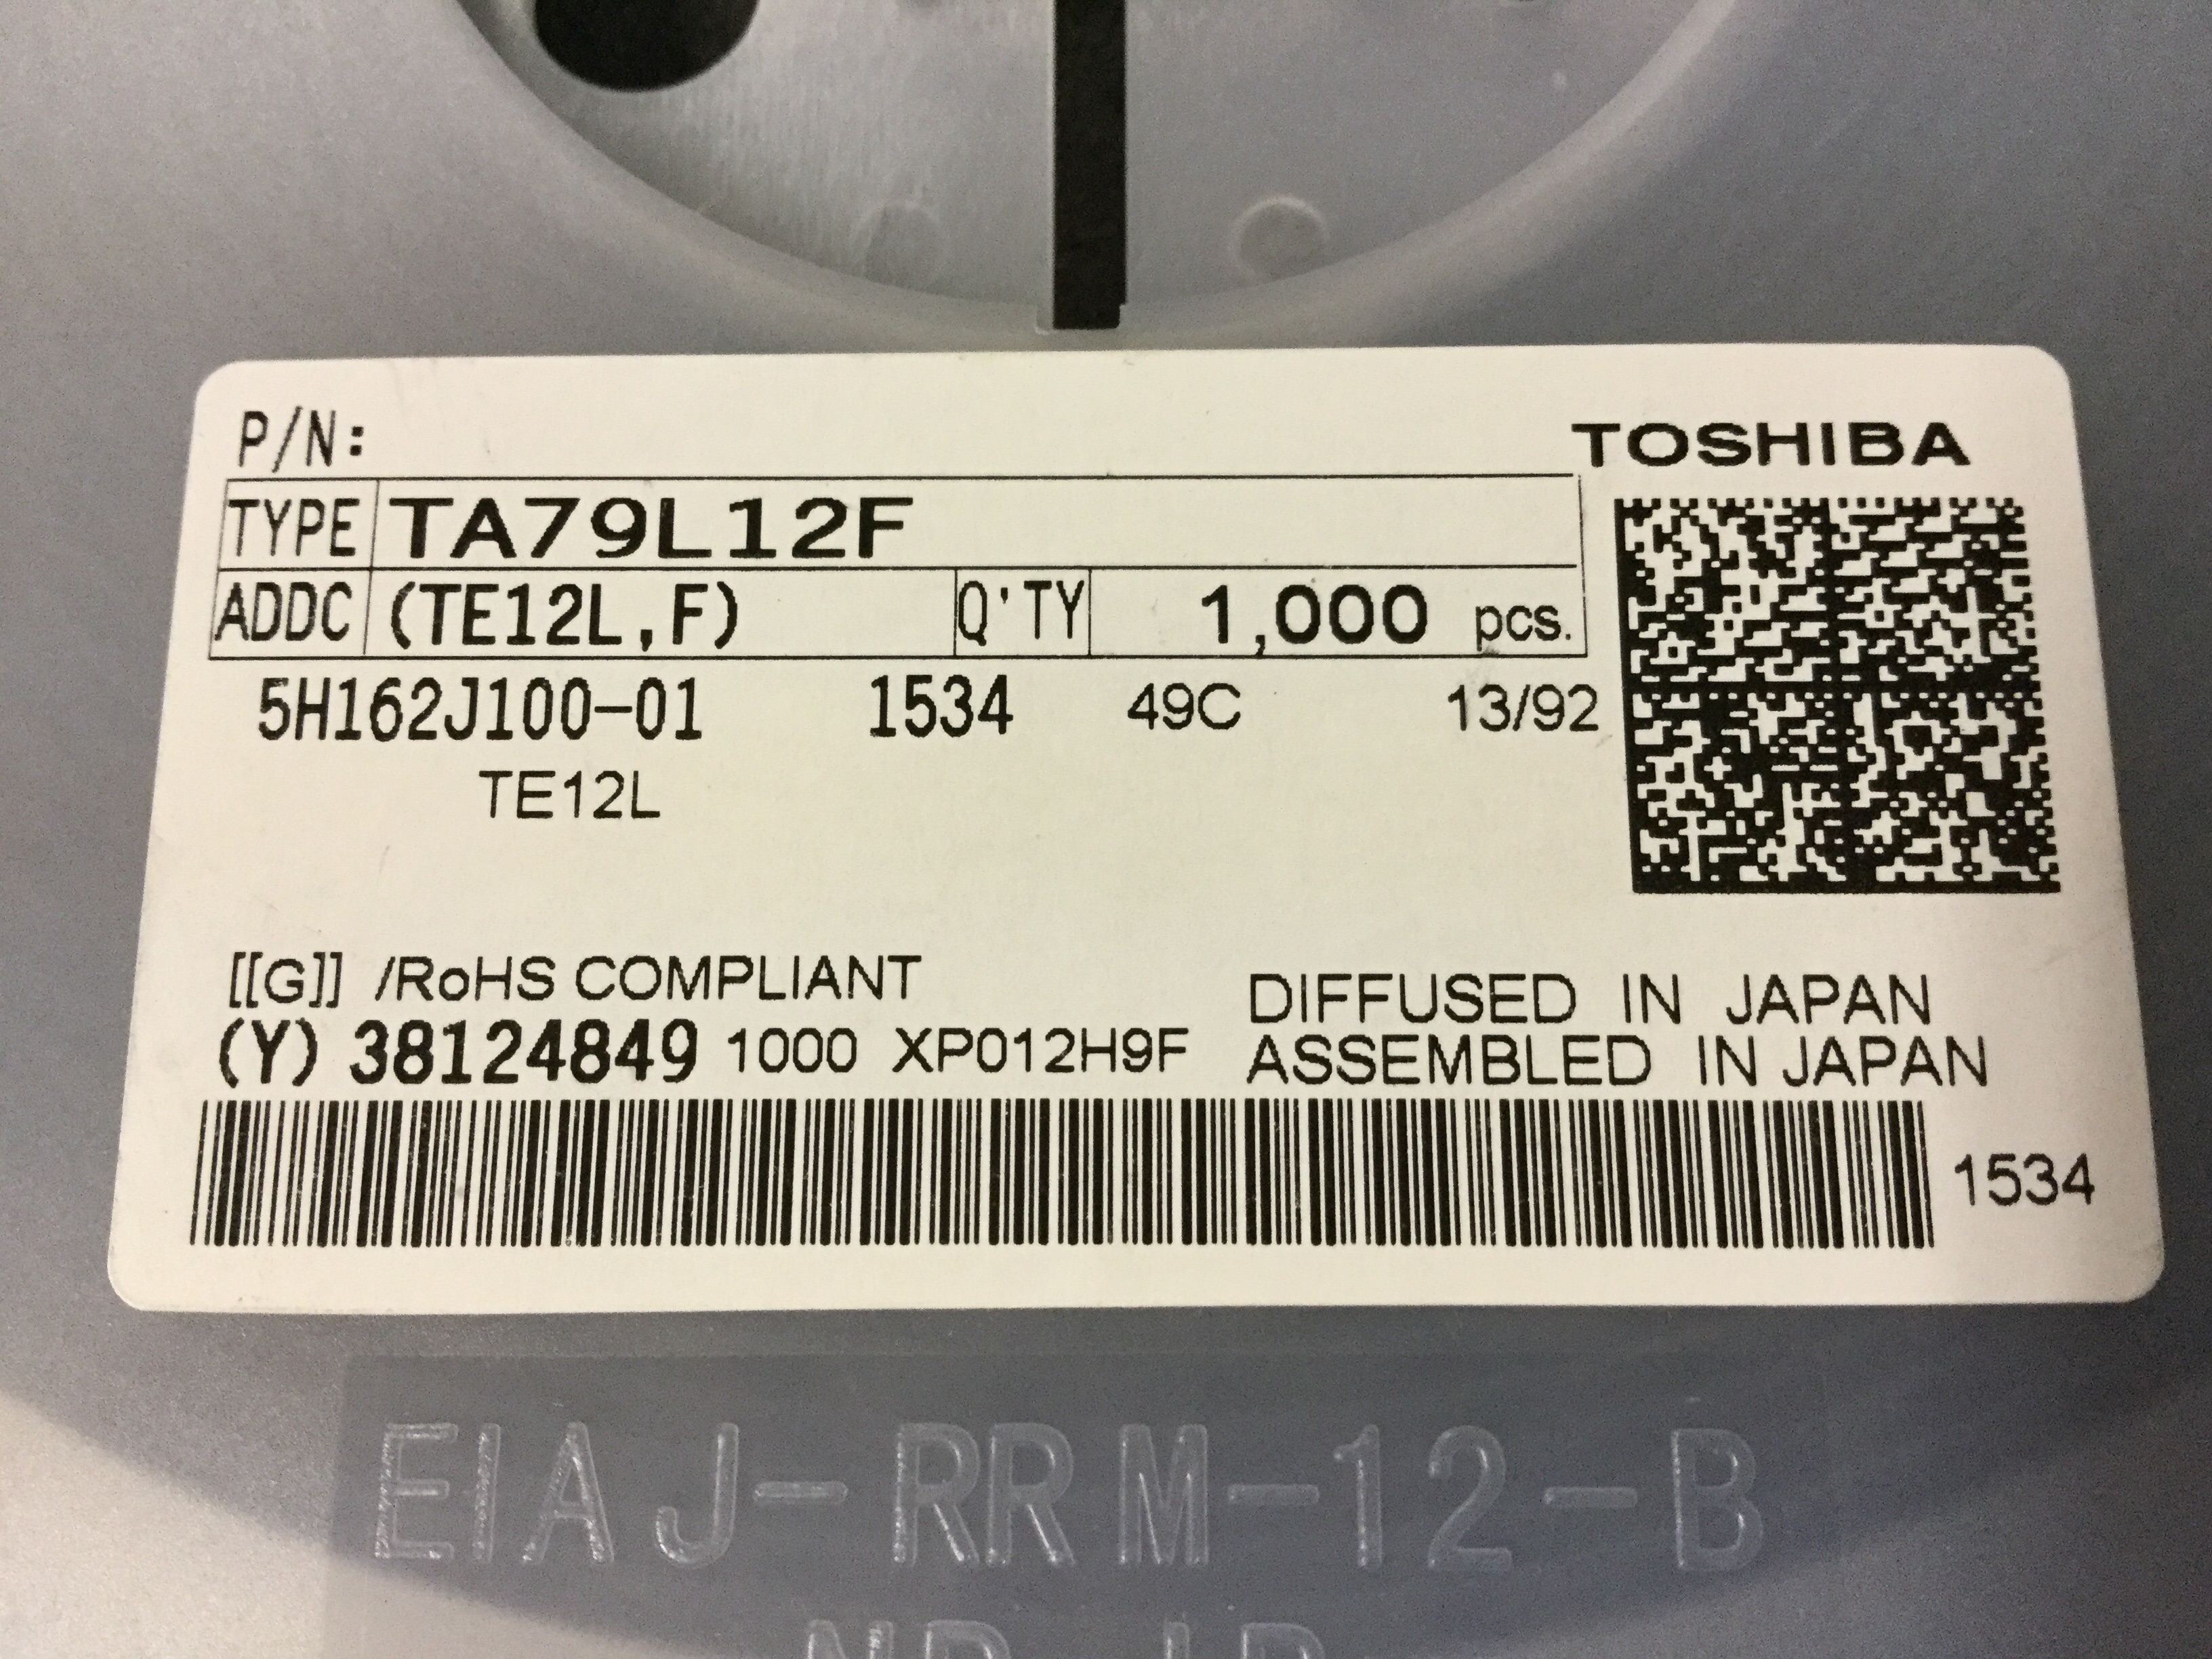 P/N:
TOSHIBA
TYPE TA79L12F
ADDC (TE12L,F) Q'TY 1,000 pcs.
5H162J100-01 1534 49C 13/92
TE12L
[[G]] /RoHS COMPLIANT
DIFFUSED IN JAPAN
(Y) 38124849 1000 XP012H9F
ASSEMBLED IN JAPAN
1534
EIAJ-RRM-12-B